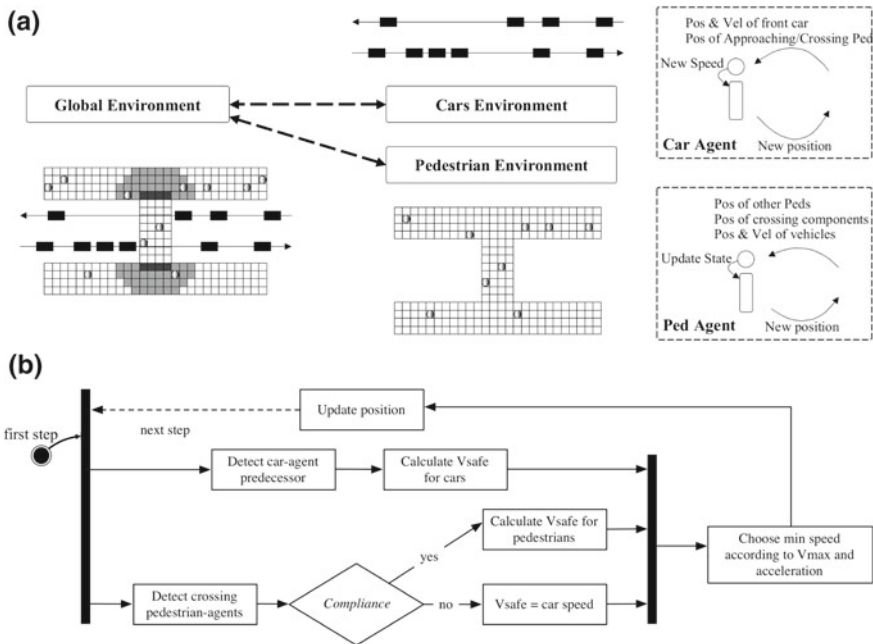 (a)
Global Environment
Cars Environment
Pedestrian Environment
Pos & Vel of front car
Pos of Approaching/Crossing Ped
New Speed
Car Agent
New position
Pos of other Peds
Pos of crossing components
Pos & Vel of vehicles
Update State
Ped Agent
New position
(b)
first step
next step
Update position
Detect car-agent
predecessor
Calculate Vsafe
for cars
Calculate Vsafe for
pedestrians
yes
Choose min speed
according to Vmax and
acceleration
Detect crossing
pedestrian-agents
Compliance
no
Vsafe = car speed